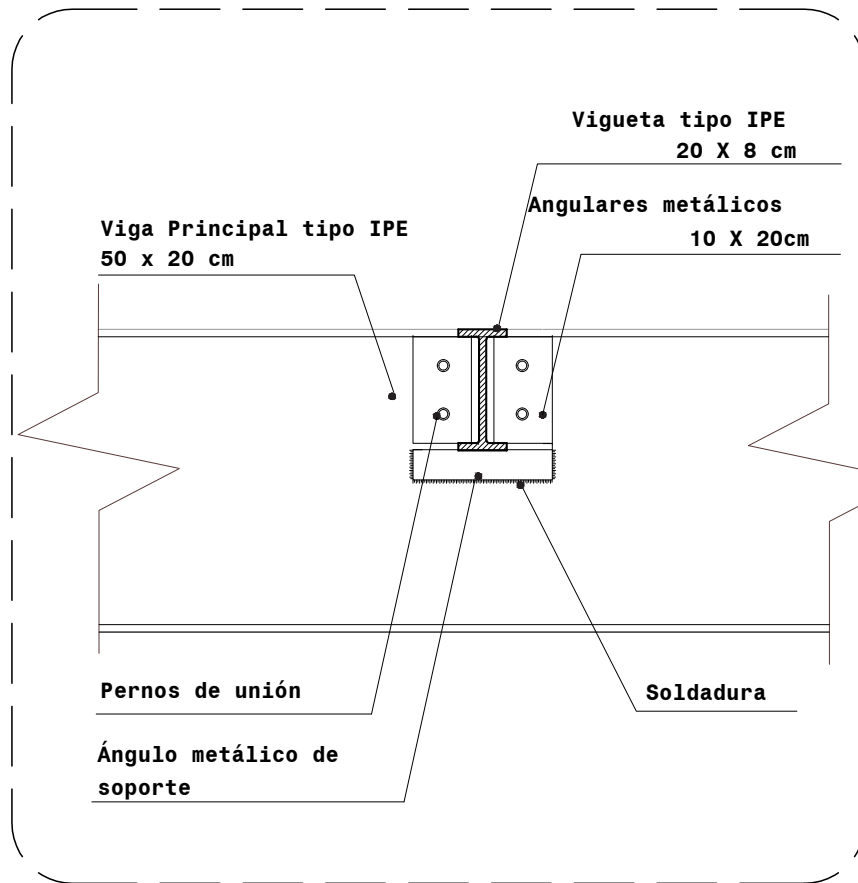 Vigueta tipo IPE
20 X 8 cm
Angulares metálicos
10 X 20cm
Viga Principal tipo IPE
50 x 20 cm
Pernos de unión
Soldadura
Ángulo metálico de
soporte